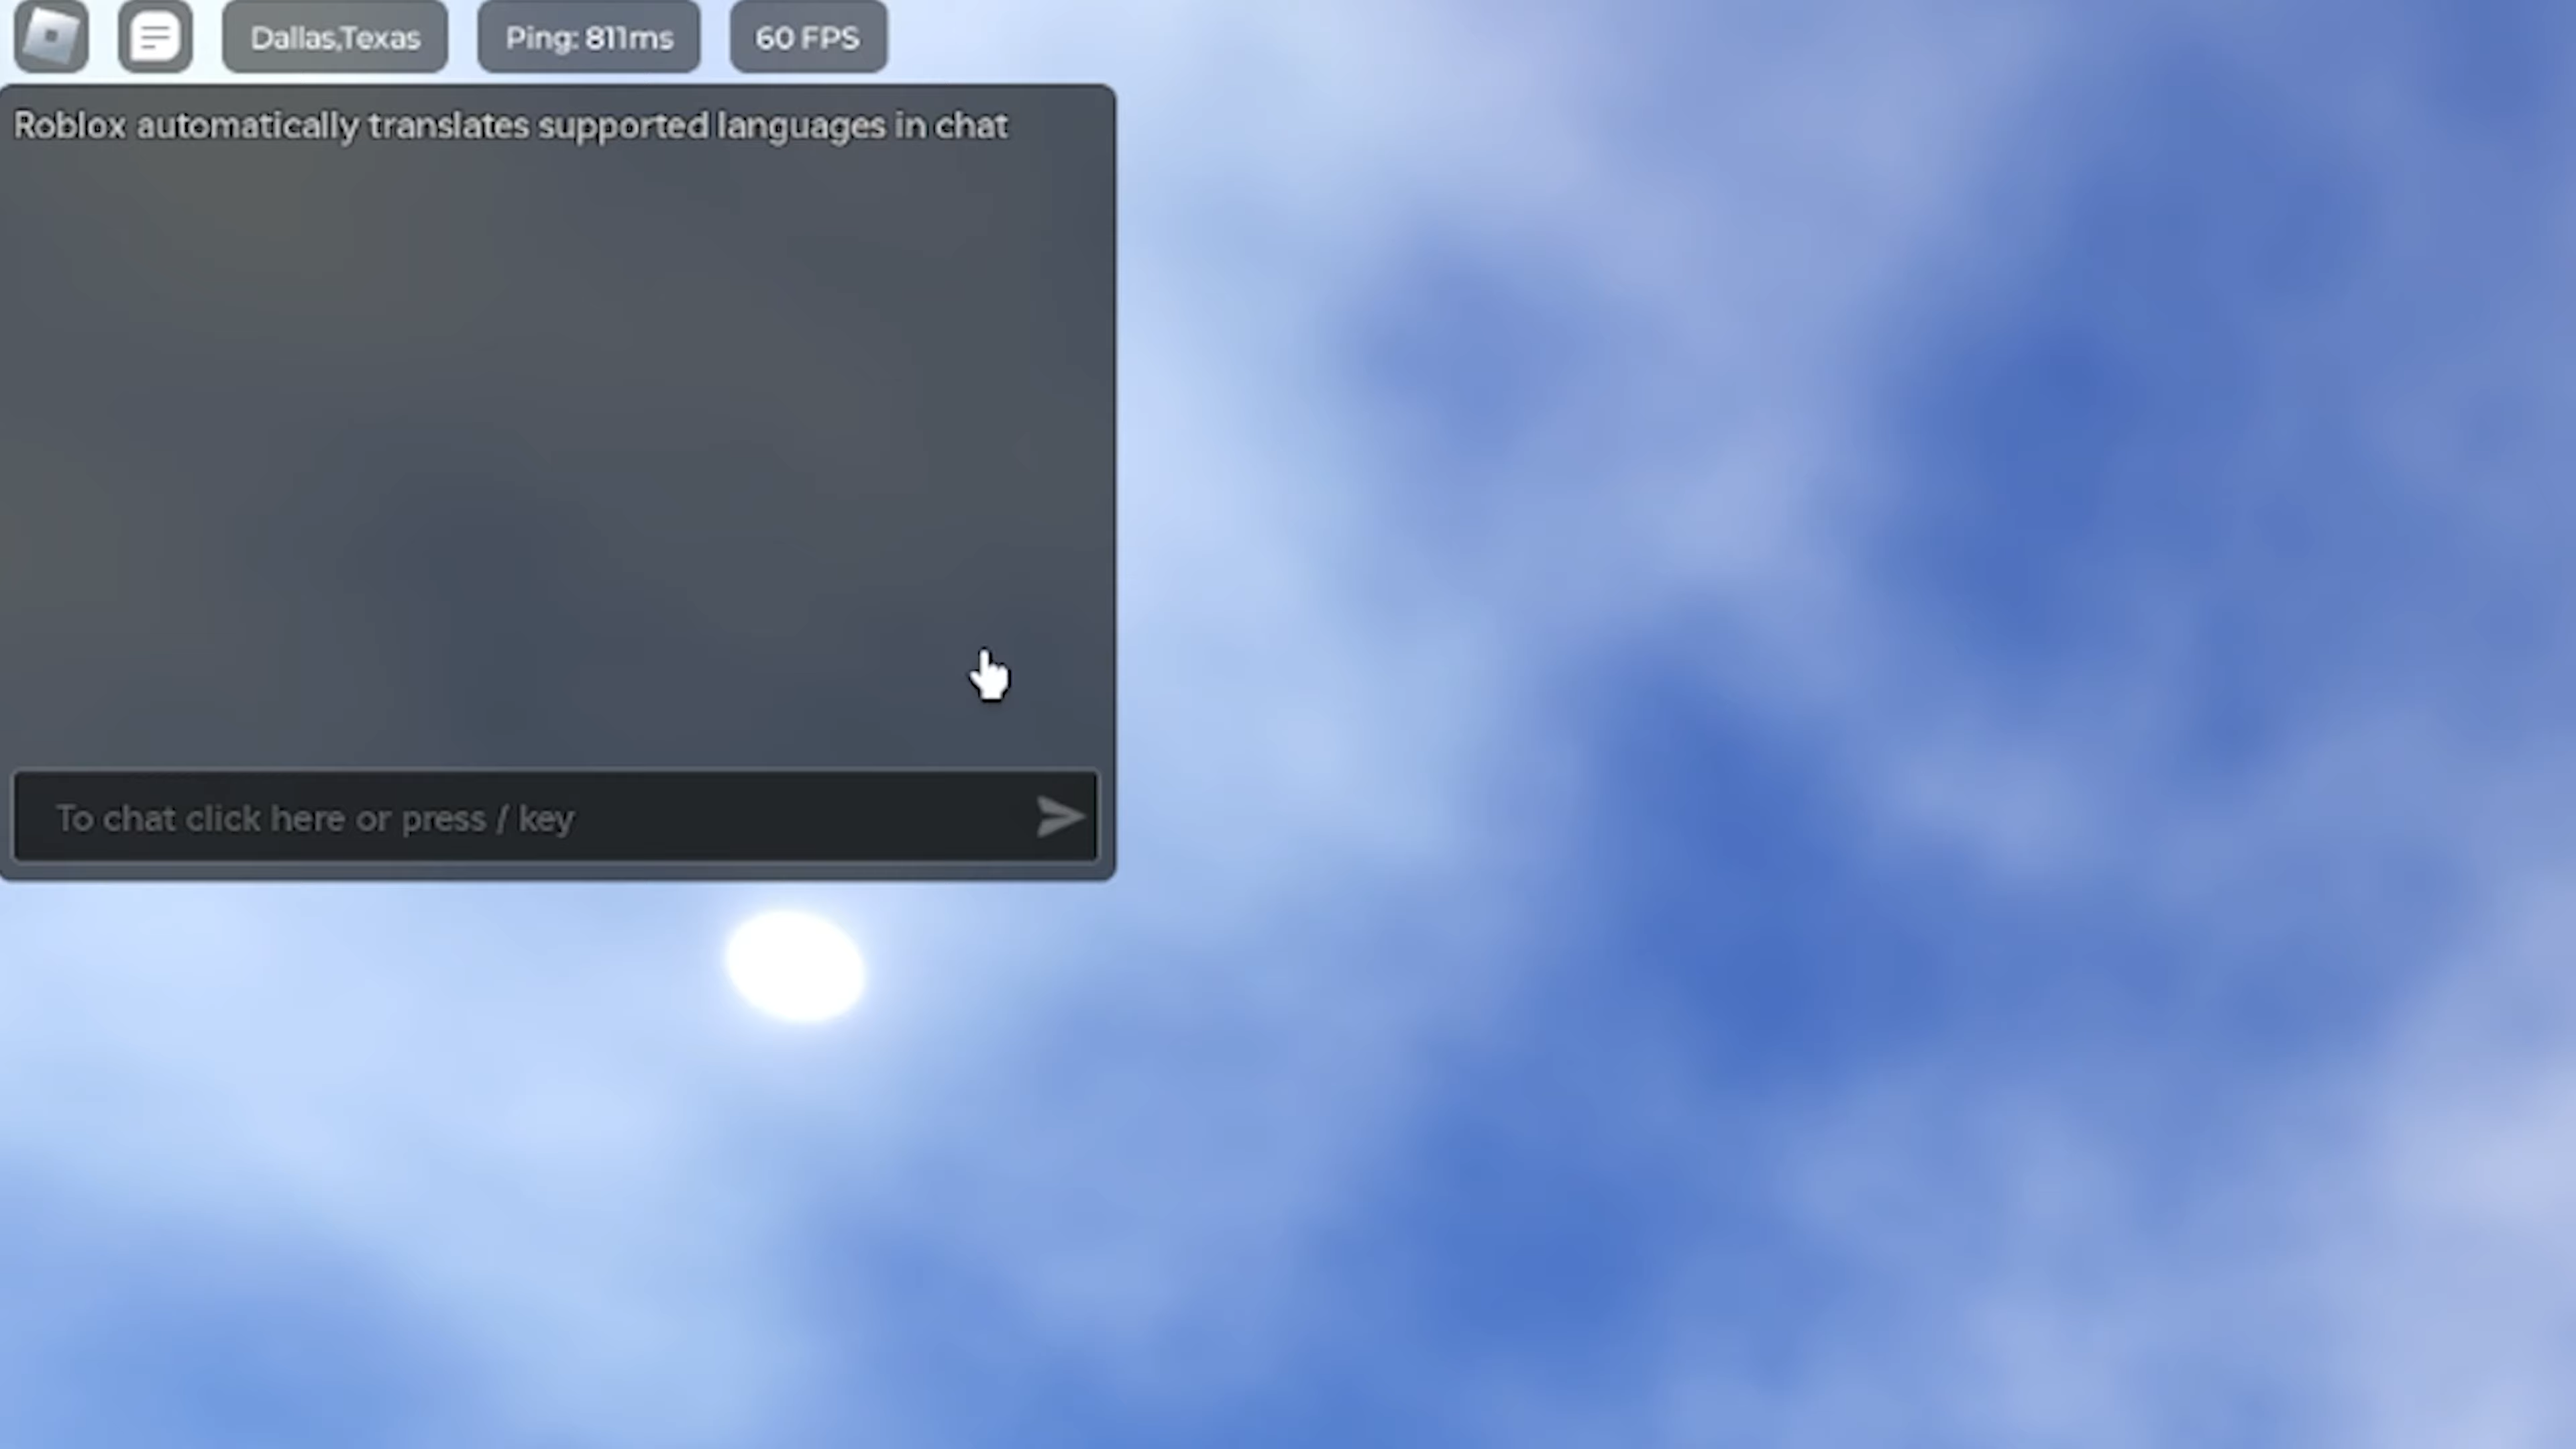 Dallas,Texas
Ping: 811ms
60 FPS
Roblox automatically translates supported languages in chat
To chat click here or press / key